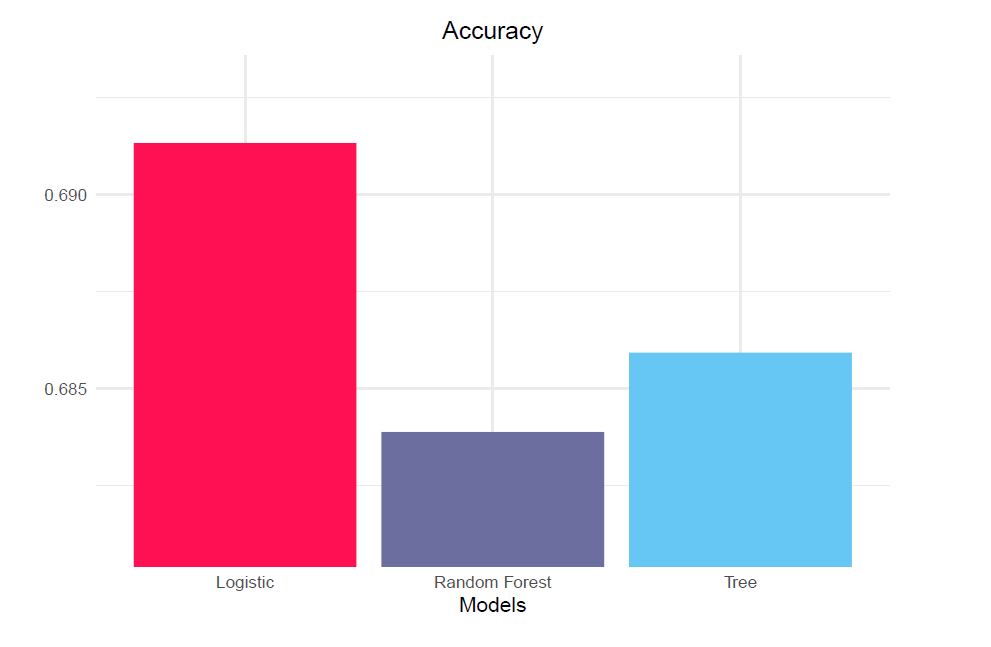 Accuracy
0.690
0.685
Logistic Random Forest Tree
Models